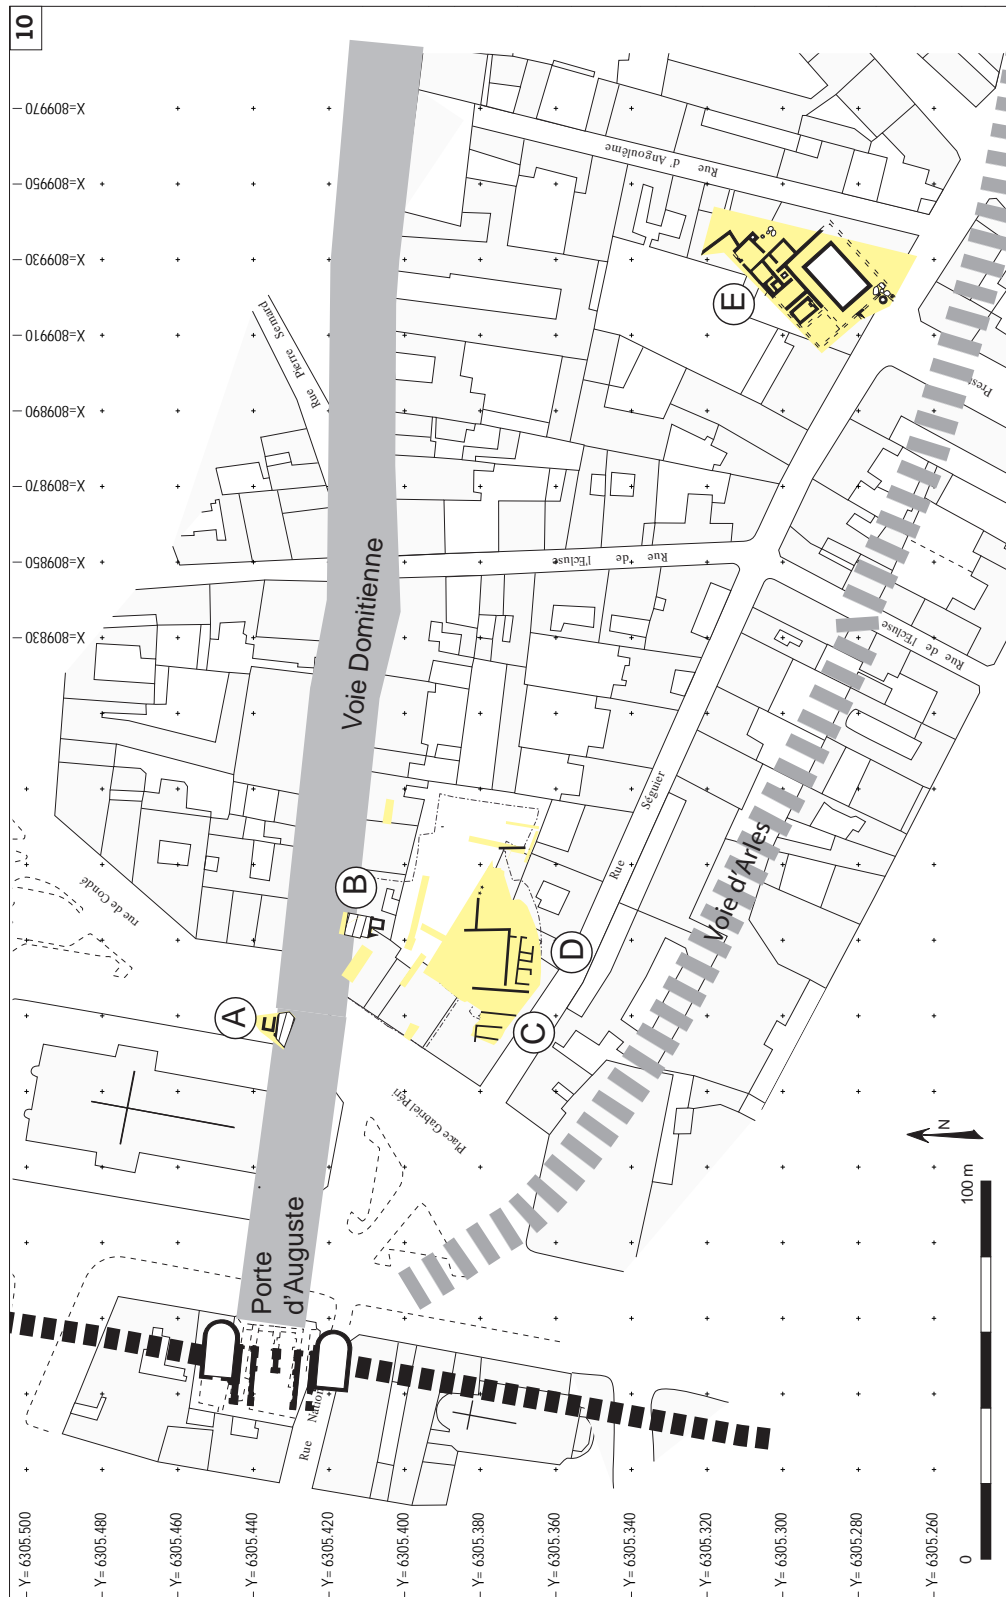 10
X=809970
X=809950
X=809930
X=809910
X=809890
X=809870
X=809850
X=809830
Y= 6305.500
Y= 6305.480
Y= 6305.460
Y= 6305.440
Y= 6305.420
Y= 6305.400
Y= 6305.380
Y= 6305.360
Y= 6305.340
Y= 6305.320
Y= 6305.300
Y= 6305.280
Y= 6305.260
Porte
d'Auguste
Voie Domitienne
Voie d'Arles
rue de Condé
Rue Pierre Semard
Rue d'Angoulême
Rue de l'Ecluse
Rue de l'Ecluse
Rue Séguier
Place Gabriel Péri
Rue Nation
Prest
A
B
C
D
E
N
0
100 m